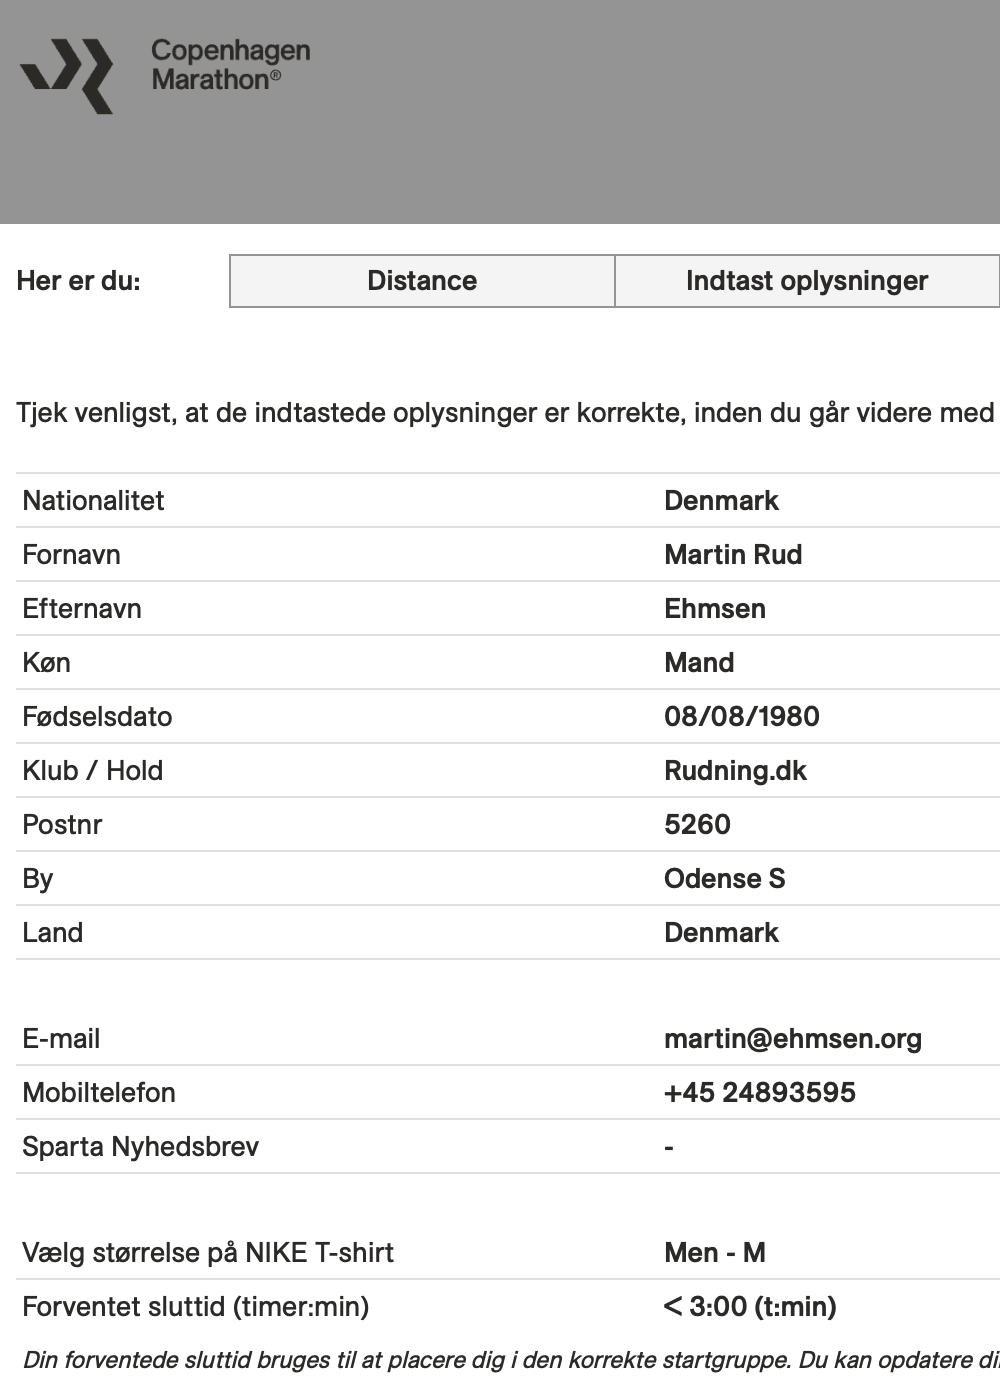 Copenhagen
Marathon®
Her er du: Distance Indtast oplysninger
Tjek venligst, at de indtastede oplysninger er korrekte, inden du går videre med
Nationalitet Denmark
Fornavn Martin Rud
Efternavn Ehmsen
Køn Mand
Fødselsdato 08/08/1980
Klub / Hold Rudning.dk
Postnr 5260
By Odense S
Land Denmark
E-mail martin@ehmsen.org
Mobiltelefon +45 24893595
Sparta Nyhedsbrev -
Vælg størrelse på NIKE T-shirt Men - M
Forventet sluttid (timer:min) < 3:00 (t:min)
Din forventede sluttid bruges til at placere dig i den korrekte startgruppe. Du kan opdatere